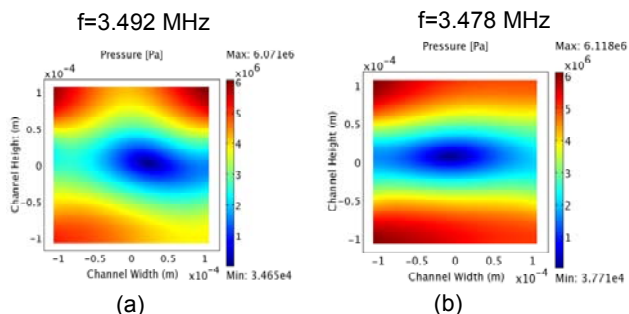 f=3.492 MHz
f=3.478 MHz
Pressure [Pa]
Max: 6.071e6
x10⁻⁴
x10⁶
1
0.5
0
-0.5
-1
Channel Height (m)
6
5
4
3
2
1
-1
-0.5
0
0.5
1
Channel Width (m)
x10⁻⁴
Min: 3.465e4
(a)
Pressure [Pa]
Max: 6.118e6
x10⁻⁴
x10⁶
1
0.5
0
-0.5
-1
Channel Height (m)
6
5
4
3
2
1
-1
-0.5
0
0.5
1
Channel Width (m)
x10⁻⁴
Min: 3.771e4
(b)